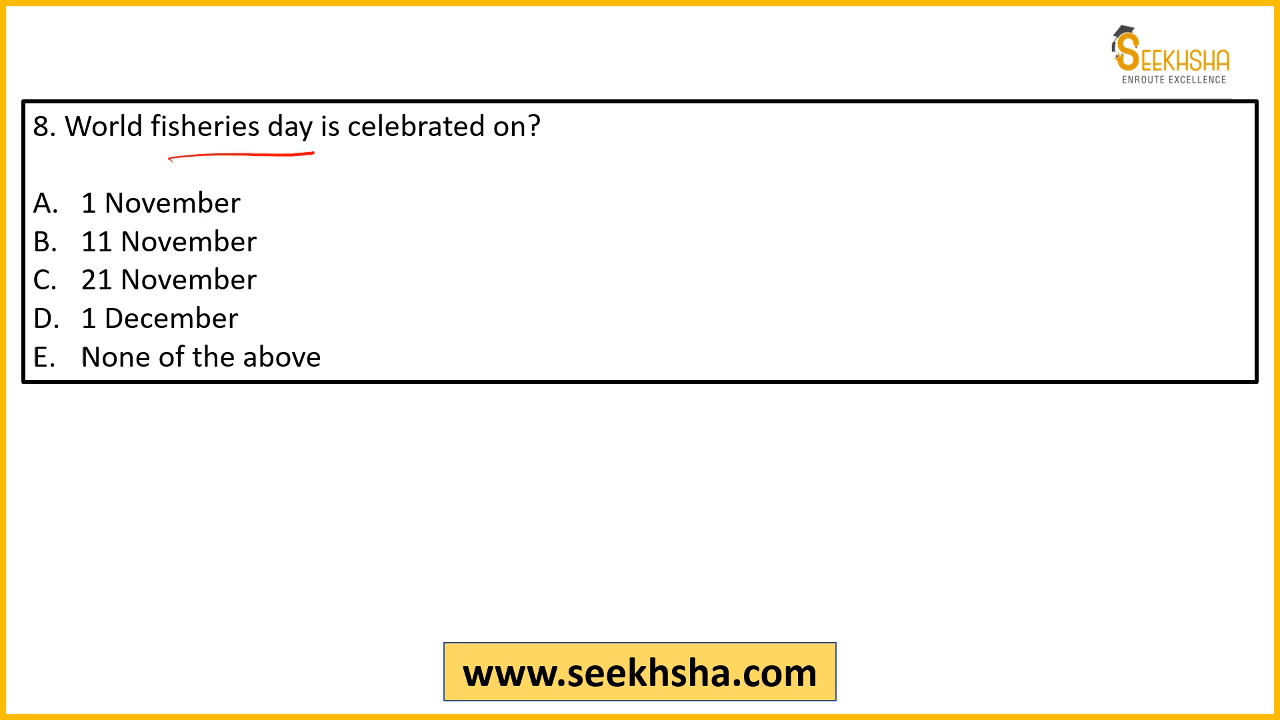 SEEKHSHA
ENROUTE EXCELLENCE
8. World fisheries day is celebrated on?
A. 1 November
B. 11 November
C. 21 November
D. 1 December
E. None of the above
www.seekhsha.com